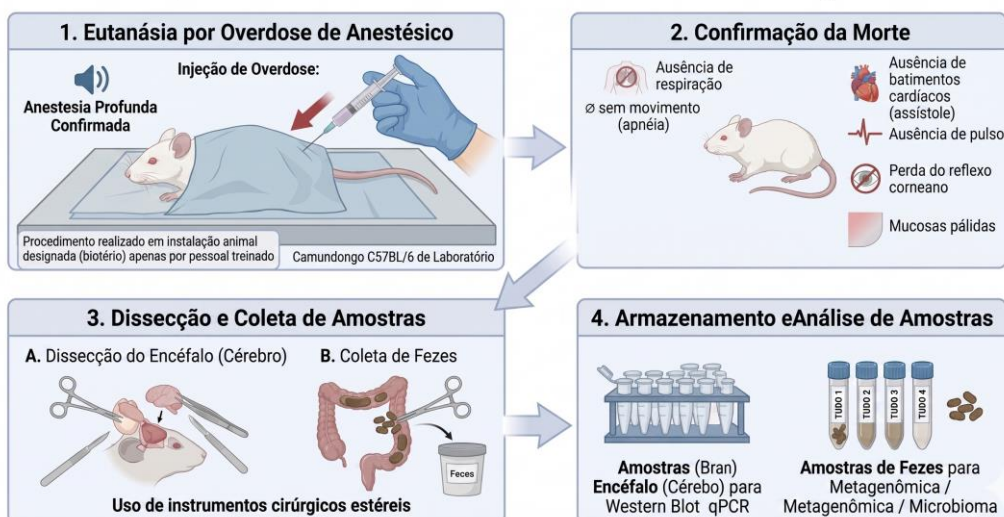 1. Eutanásia por Overdose de Anestésico
Injeção de Overdose:
Anestesia Profunda
Confirmada
Procedimento realizado em instalação animal
designada (biotério) apenas por pessoal treinado
Camundongo C57BL/6 de Laboratório
2. Confirmação da Morte
Ausência de
respiração
Ø sem movimento
(apnéia)
Ausência de
batimentos
cardíacos
(assístole)
Ausência de pulso
Perda do reflexo
corneano
Mucosas pálidas
3. Dissecção e Coleta de Amostras
A. Dissecção do Encéfalo (Cérebro)
B. Coleta de Fezes
Feces
Uso de instrumentos cirúrgicos estéreis
4. Armazenamento eAnálise de Amostras
TUDO 1
TUDO 2
TUDO 3
TUDO 4
Amostras (Bran)
Encéfalo (Cérebo) para
Western Blot qPCR
Amostras de Fezes para
Metagenômica /
Metagenômica / Microbioma